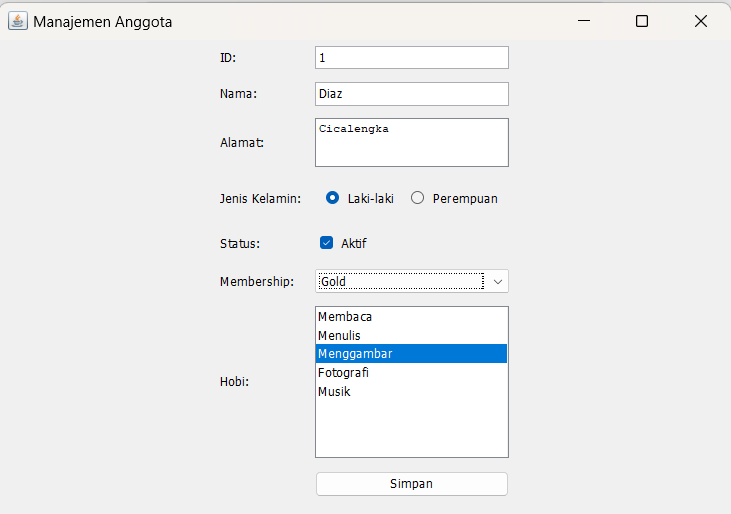 Manajemen Anggota
ID: 1
Nama: Diaz
Alamat: Cicalengka
Jenis Kelamin: Laki-laki Perempuan
Status: Aktif
Membership: Gold
Hobi:
Membaca
Menulis
Menggambar
Fotografi
Musik
Simpan